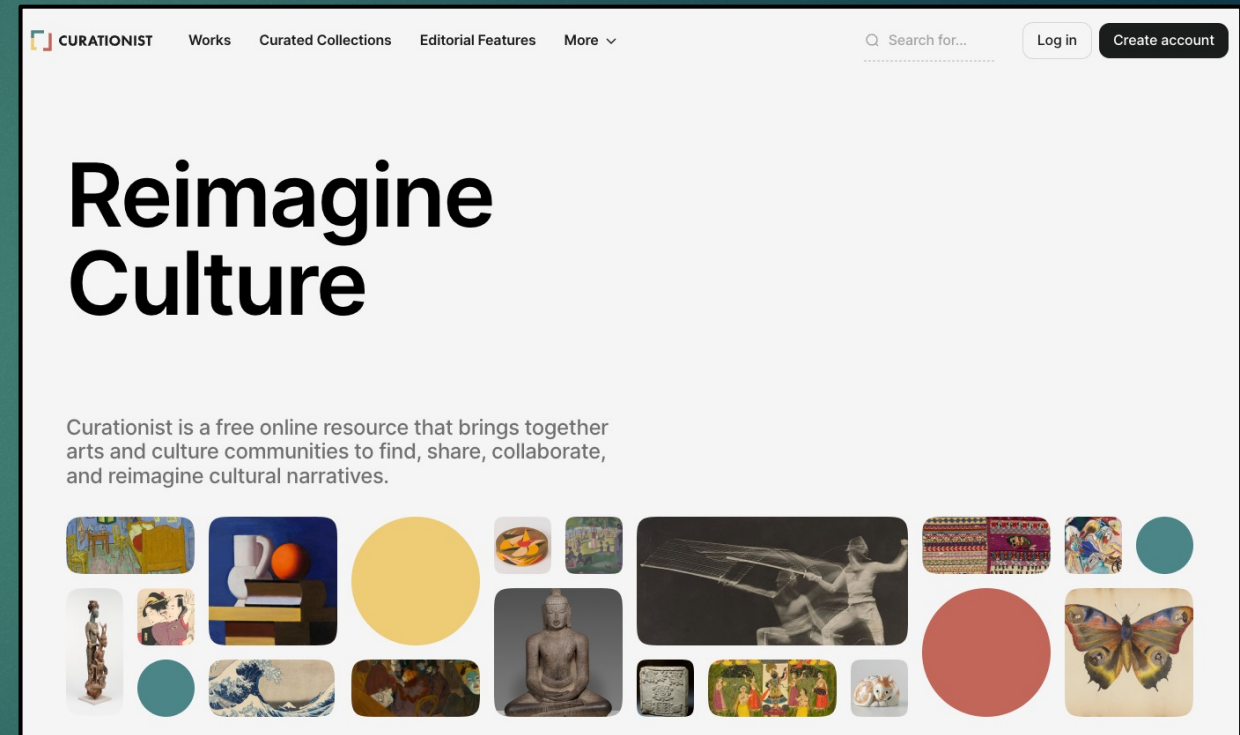 CURATIONIST
Works
Curated Collections
Editorial Features
More
Search for...
Log in
Create account
Reimagine
Culture
Curationist is a free online resource that brings together
arts and culture communities to find, share, collaborate,
and reimagine cultural narratives.